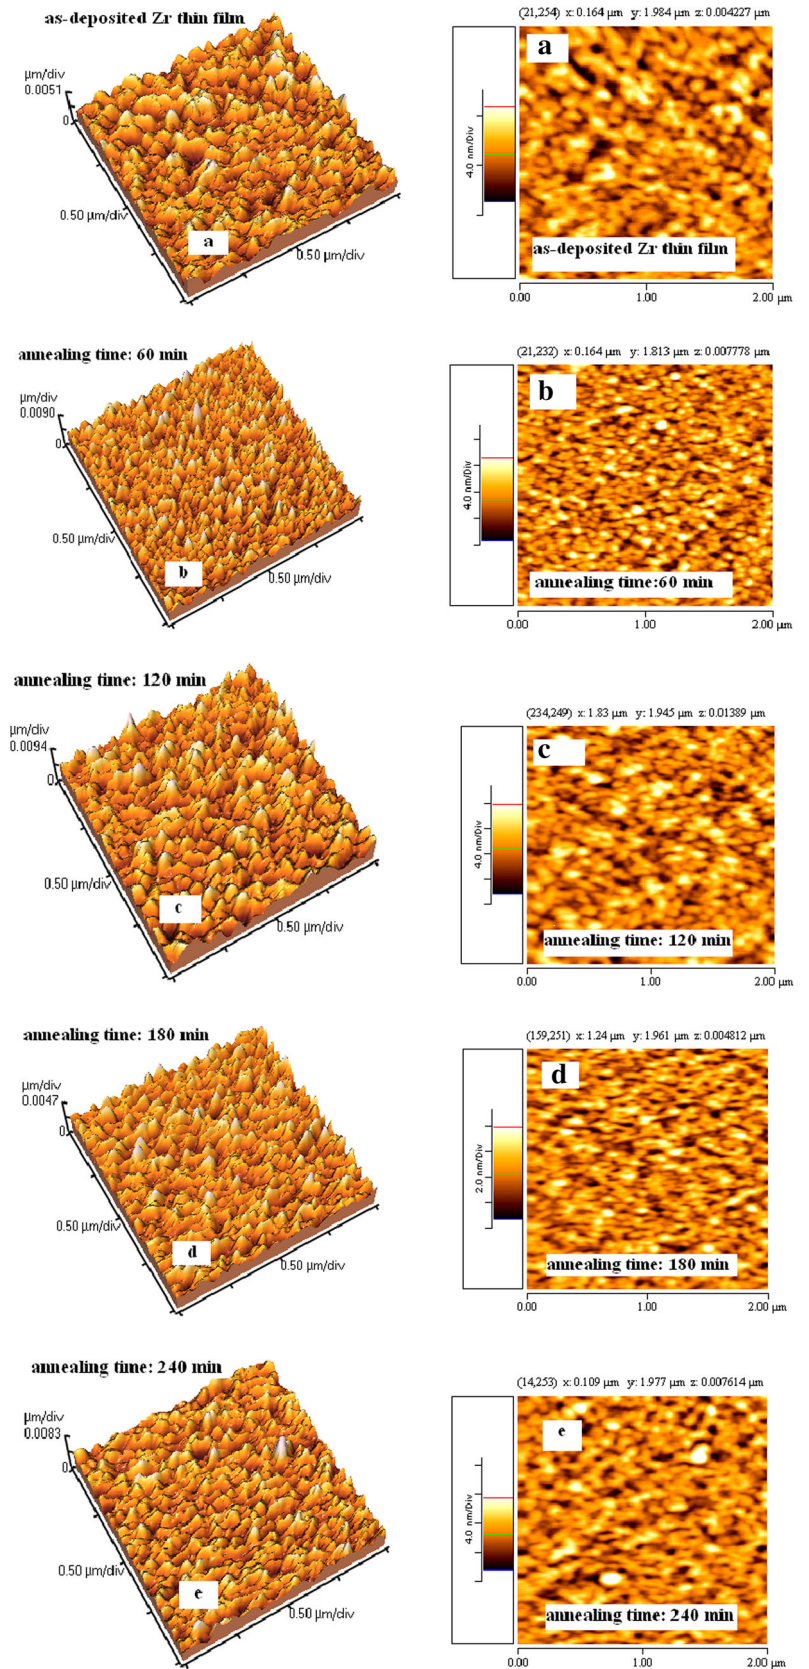 as-deposited Zr thin film
µm/div
0.0051
0
0.50 µm/div
0.50 µm/div
a
(21,254) x: 0.164 µm y: 1.984 µm z: 0.004227 µm
a
4.0 nm/Div
as-deposited Zr thin film
0.00 1.00 2.00 µm
annealing time: 60 min
µm/div
0.0090
0
0.50 µm/div
0.50 µm/div
b
(21,232) x: 0.164 µm y: 1.813 µm z: 0.007778 µm
b
4.0 nm/Div
annealing time:60 min
0.00 1.00 2.00 µm
annealing time: 120 min
µm/div
0.0094
0
0.50 µm/div
0.50 µm/div
c
(234,249) x: 1.83 µm y: 1.945 µm z: 0.01389 µm
c
4.0 nm/Div
annealing time: 120 min
0.00 1.00 2.00 µm
annealing time: 180 min
µm/div
0.0047
0
0.50 µm/div
0.50 µm/div
d
(159,251) x: 1.24 µm y: 1.961 µm z: 0.004812 µm
d
2.0 nm/Div
annealing time: 180 min
0.00 1.00 2.00 µm
annealing time: 240 min
µm/div
0.0083
0
0.50 µm/div
0.50 µm/div
e
(14,253) x: 0.109 µm y: 1.977 µm z: 0.007614 µm
e
4.0 nm/Div
annealing time: 240 min
0.00 1.00 2.00 µm